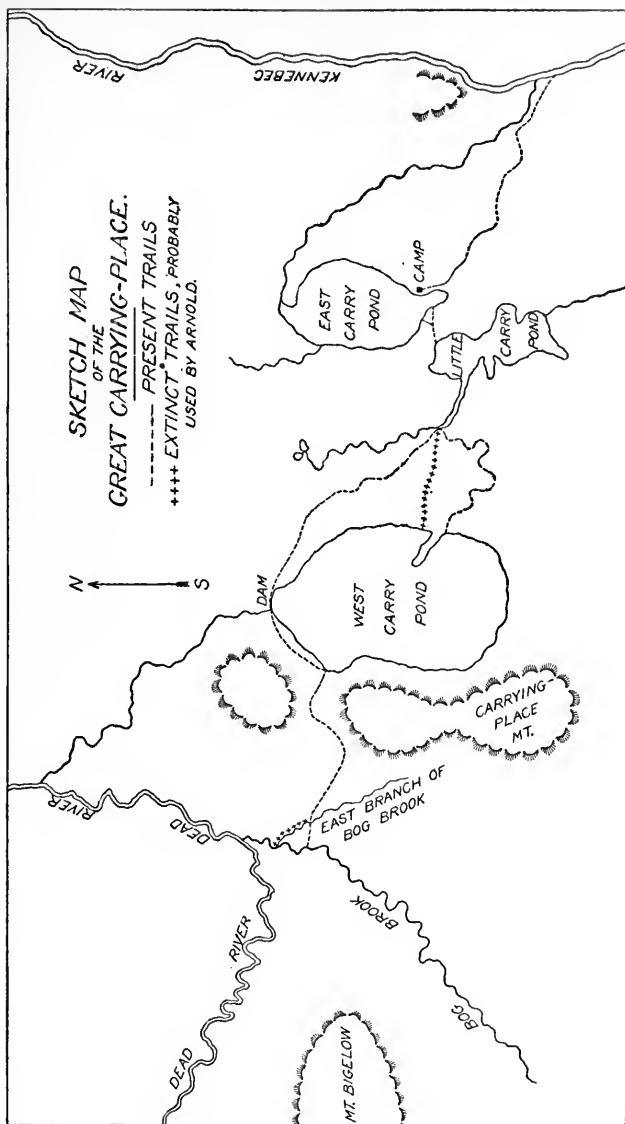 SKETCH MAP
OF THE
GREAT CARRYING-PLACE.
------ PRESENT TRAILS
++++ EXTINCT TRAILS, PROBABLY
USED BY ARNOLD.
N
S
KENNEBEC
RIVER
EAST
CARRY
POND
CAMP
LITTLE
CARRY
POND
DAM
WEST
CARRY
POND
CARRYING-
PLACE
MT.
EAST BRANCH OF
BOG BROOK
DEAD
RIVER
DEAD
RIVER
BOG
BROOK
MT. BIGELOW